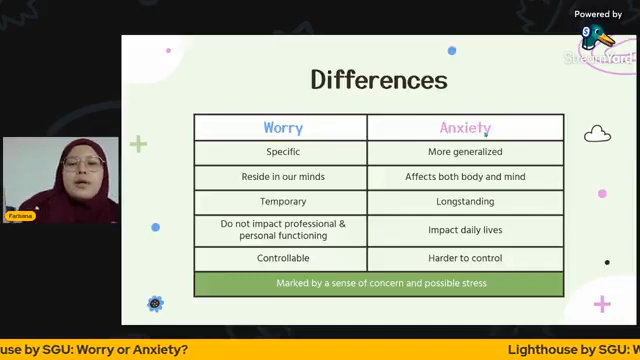 Powered by
S
StreamYard
Differences
Worry Anxiety
Specific More generalized
Reside in our minds Affects both body and mind
Temporary Longstanding
Do not impact professional &
personal functioning
Impact daily lives
Controllable Harder to control
Marked by a sense of concern and possible stress
Farhana
use by SGU: Worry or Anxiety?
Lighthouse by SGU: W